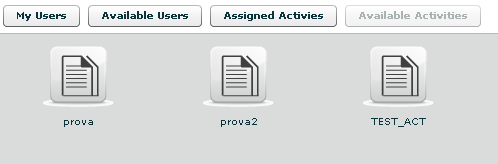 My Users Available Users Assigned Activies Available Activities
prova prova2 TEST_ACT